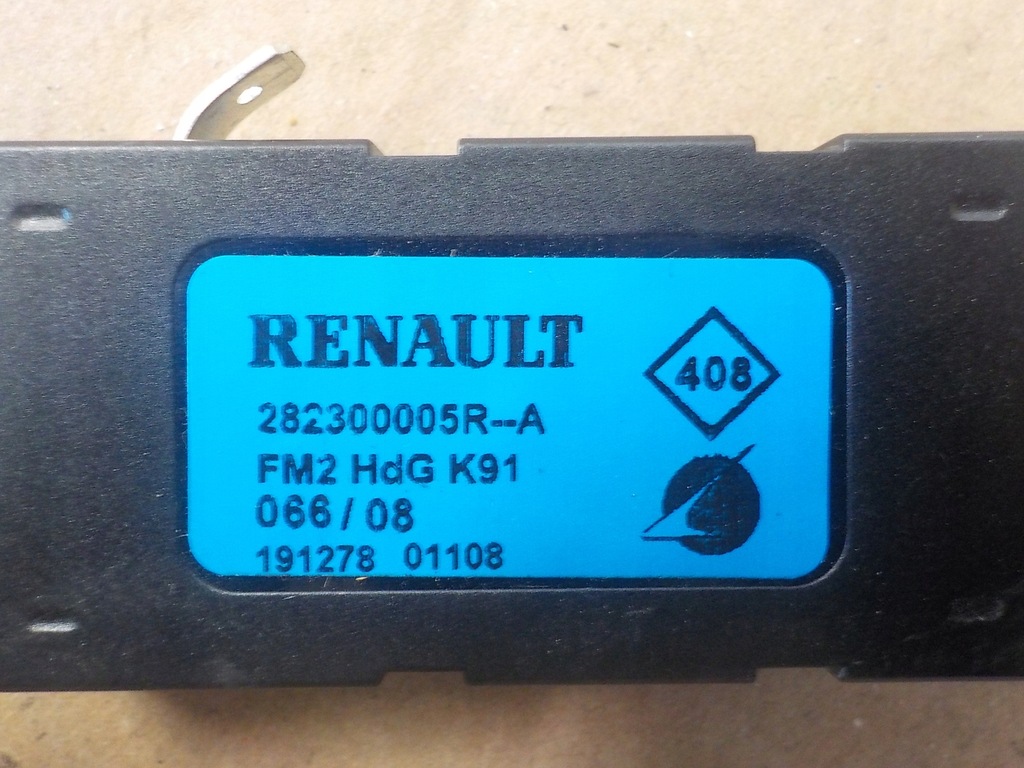 RENAULT
408
282300005R--A
FM2 HdG K91
066 / 08
191278 01108